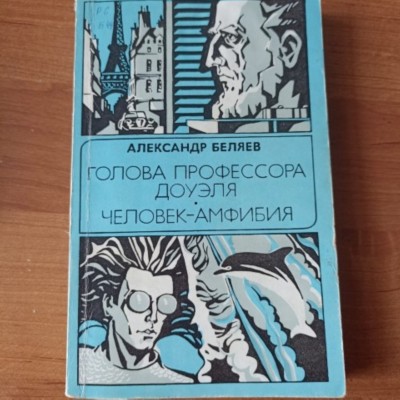 АЛЕКСАНДР БЕЛЯЕВ
ГОЛОВА ПРОФЕССОРА
ДОУЭЛЯ
•
ЧЕЛОВЕК-АМФИБИЯ